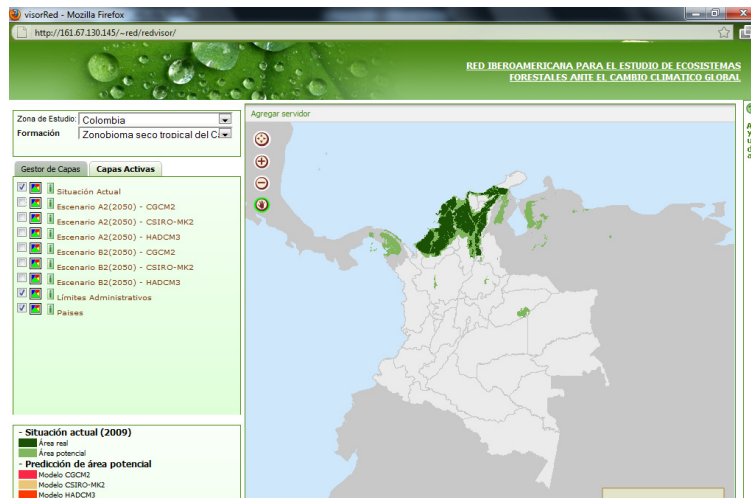 visorRed - Mozilla Firefox
http://161.67.130.145/~red/redvisor/
RED IBEROAMERICANA PARA EL ESTUDIO DE ECOSISTEMAS
FORESTALES ANTE EL CAMBIO CLIMATICO GLOBAL
Zona de Estudio: Colombia
Formación Zonobioma seco tropical del Ca
Agregar servidor
Gestor de Capas Capas Activas
Situación Actual
Escenario A2(2050) - CGCM2
Escenario A2(2050) - CSIRO-MK2
Escenario A2(2050) - HADCM3
Escenario B2(2050) - CGCM2
Escenario B2(2050) - CSIRO-MK2
Escenario B2(2050) - HADCM3
Límites Administrativos
Paises
- Situación actual (2009)
Área real
Área potencial
- Predicción de área potencial
Modelo CGCM2
Modelo CSIRO-MK2
Modelo HADCM3